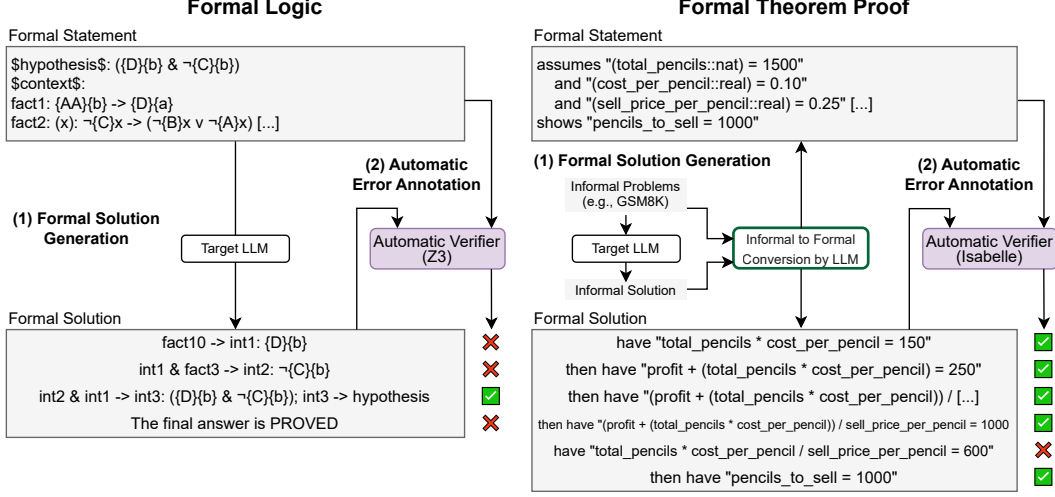 Formal Logic
Formal Statement
$hypothesis$: ({D}{b} & ¬{C}{b})
$context$:
fact1: {AA}{b} -> {D}{a}
fact2: (x): ¬{C}x -> (¬{B}x v ¬{A}x) [...]
(1) Formal Solution
Generation
Target LLM
(2) Automatic
Error Annotation
Automatic Verifier
(Z3)
Formal Solution
fact10 -> int1: {D}{b}
int1 & fact3 -> int2: ¬{C}{b}
int2 & int1 -> int3: ({D}{b} & ¬{C}{b}); int3 -> hypothesis
The final answer is PROVED
Formal Theorem Proof
Formal Statement
assumes "(total_pencils::nat) = 1500"
and "(cost_per_pencil::real) = 0.10"
and "(sell_price_per_pencil::real) = 0.25" [...]
shows "pencils_to_sell = 1000"
(1) Formal Solution Generation
Informal Problems
(e.g., GSM8K)
Target LLM
Informal Solution
Informal to Formal
Conversion by LLM
(2) Automatic
Error Annotation
Automatic Verifier
(Isabelle)
Formal Solution
have "total_pencils * cost_per_pencil = 150"
then have "profit + (total_pencils * cost_per_pencil) = 250"
then have "(profit + (total_pencils * cost_per_pencil)) / [...]
then have "(profit + (total_pencils * cost_per_pencil)) / sell_price_per_pencil = 1000
have "total_pencils * cost_per_pencil / sell_price_per_pencil = 600"
then have "pencils_to_sell = 1000"